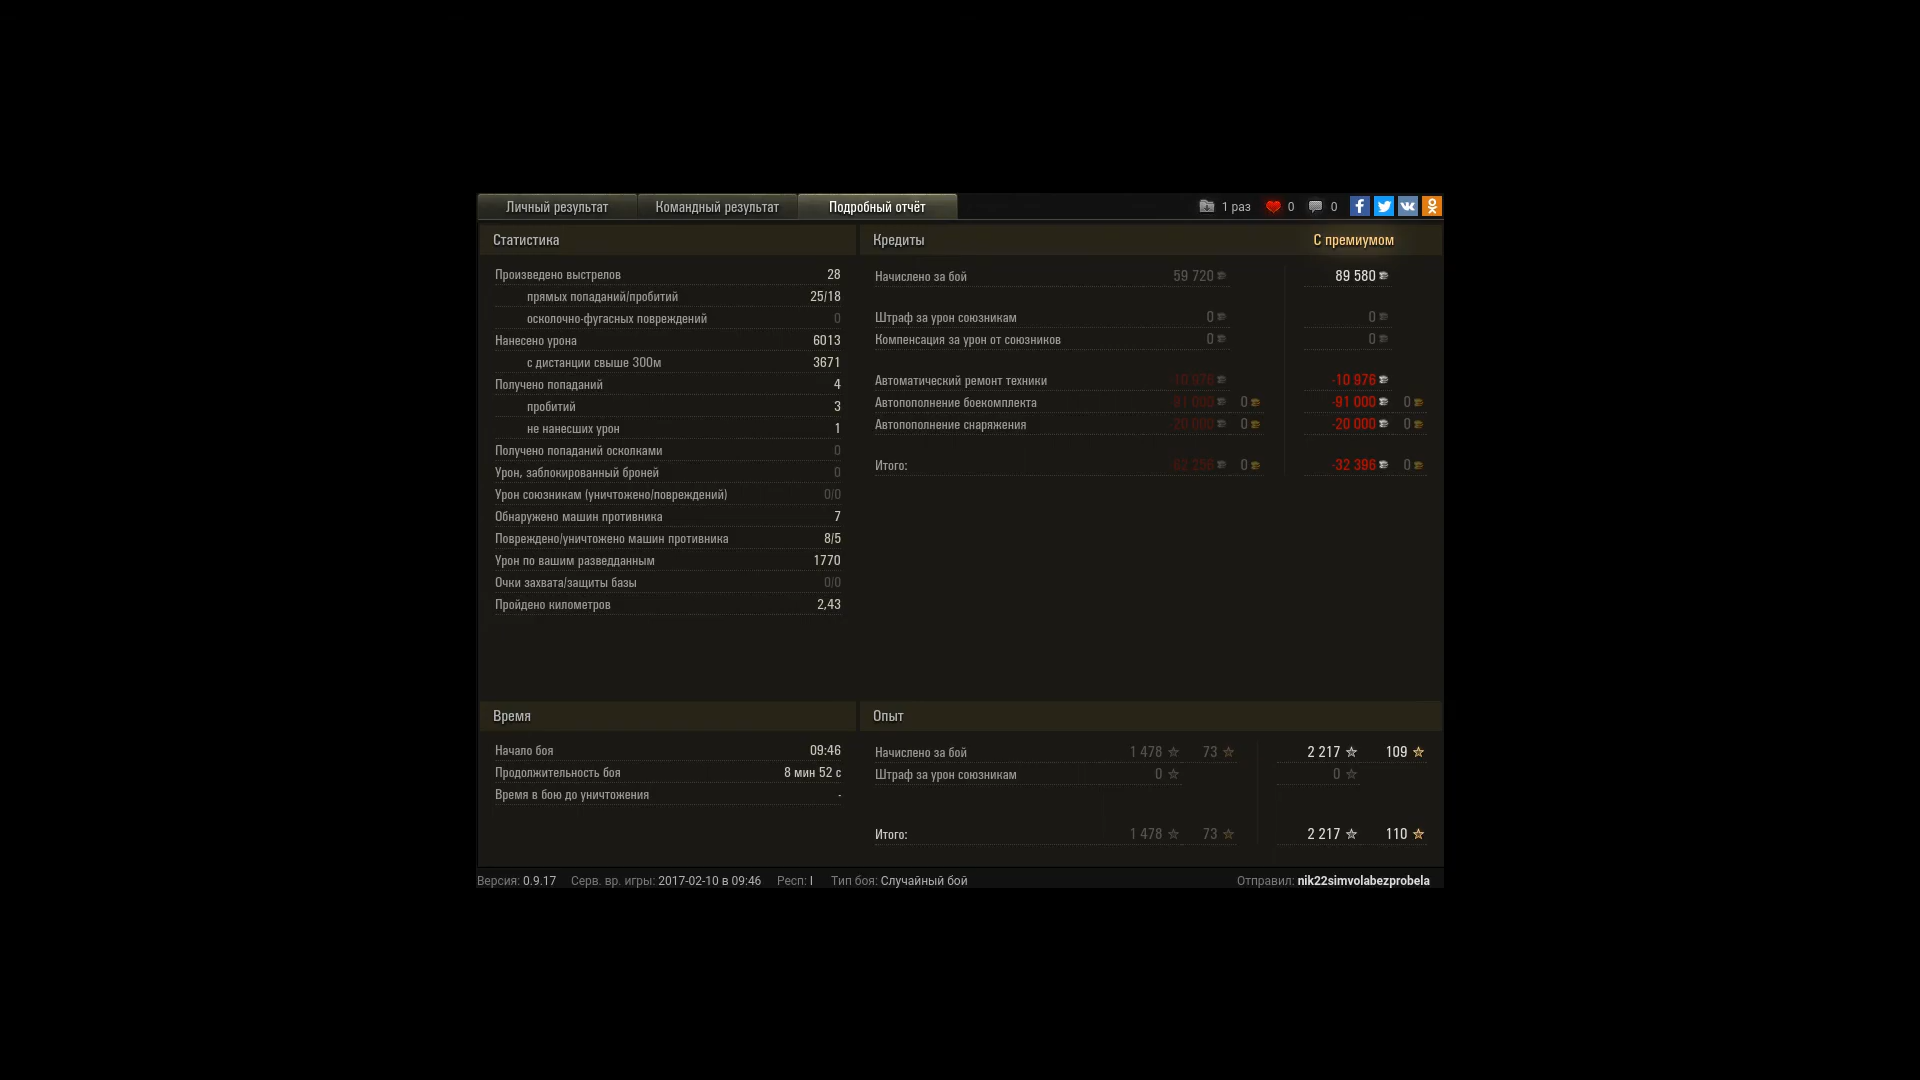 Личный результат Командный результат Подробный отчёт 1 раз 0 0
Статистика
Произведено выстрелов 28
прямых попаданий/пробитий 25/18
осколочно-фугасных повреждений 0
Нанесено урона 6013
с дистанции свыше 300м 3671
Получено попаданий 4
пробитий 3
не нанесших урон 1
Получено попаданий осколками 0
Урон, заблокированный броней 0
Урон союзникам (уничтожено/повреждений) 0/0
Обнаружено машин противника 7
Повреждено/уничтожено машин противника 8/5
Урон по вашим разведданным 1770
Очки захвата/защиты базы 0/0
Пройдено километров 2,43
Кредиты С премиумом
Начислено за бой 59 720 89 580
Штраф за урон союзникам 0 0
Компенсация за урон от союзников 0 0
Автоматический ремонт техники -10 976 -10 976
Автопополнение боекомплекта -91 000 0 -91 000 0
Автопополнение снаряжения -20 000 0 -20 000 0
Итого: -62 256 0 -32 396 0
Время
Начало боя 09:46
Продолжительность боя 8 мин 52 с
Время в бою до уничтожения -
Опыт
Начислено за бой 1 478 73 2 217 109
Штраф за урон союзникам 0 0
Итого: 1 478 73 2 217 110
Версия: 0.9.17 Серв. вр. игры: 2017-02-10 в 09:46 Респ: I Тип боя: Случайный бой Отправил: nik22simvolabezprobela